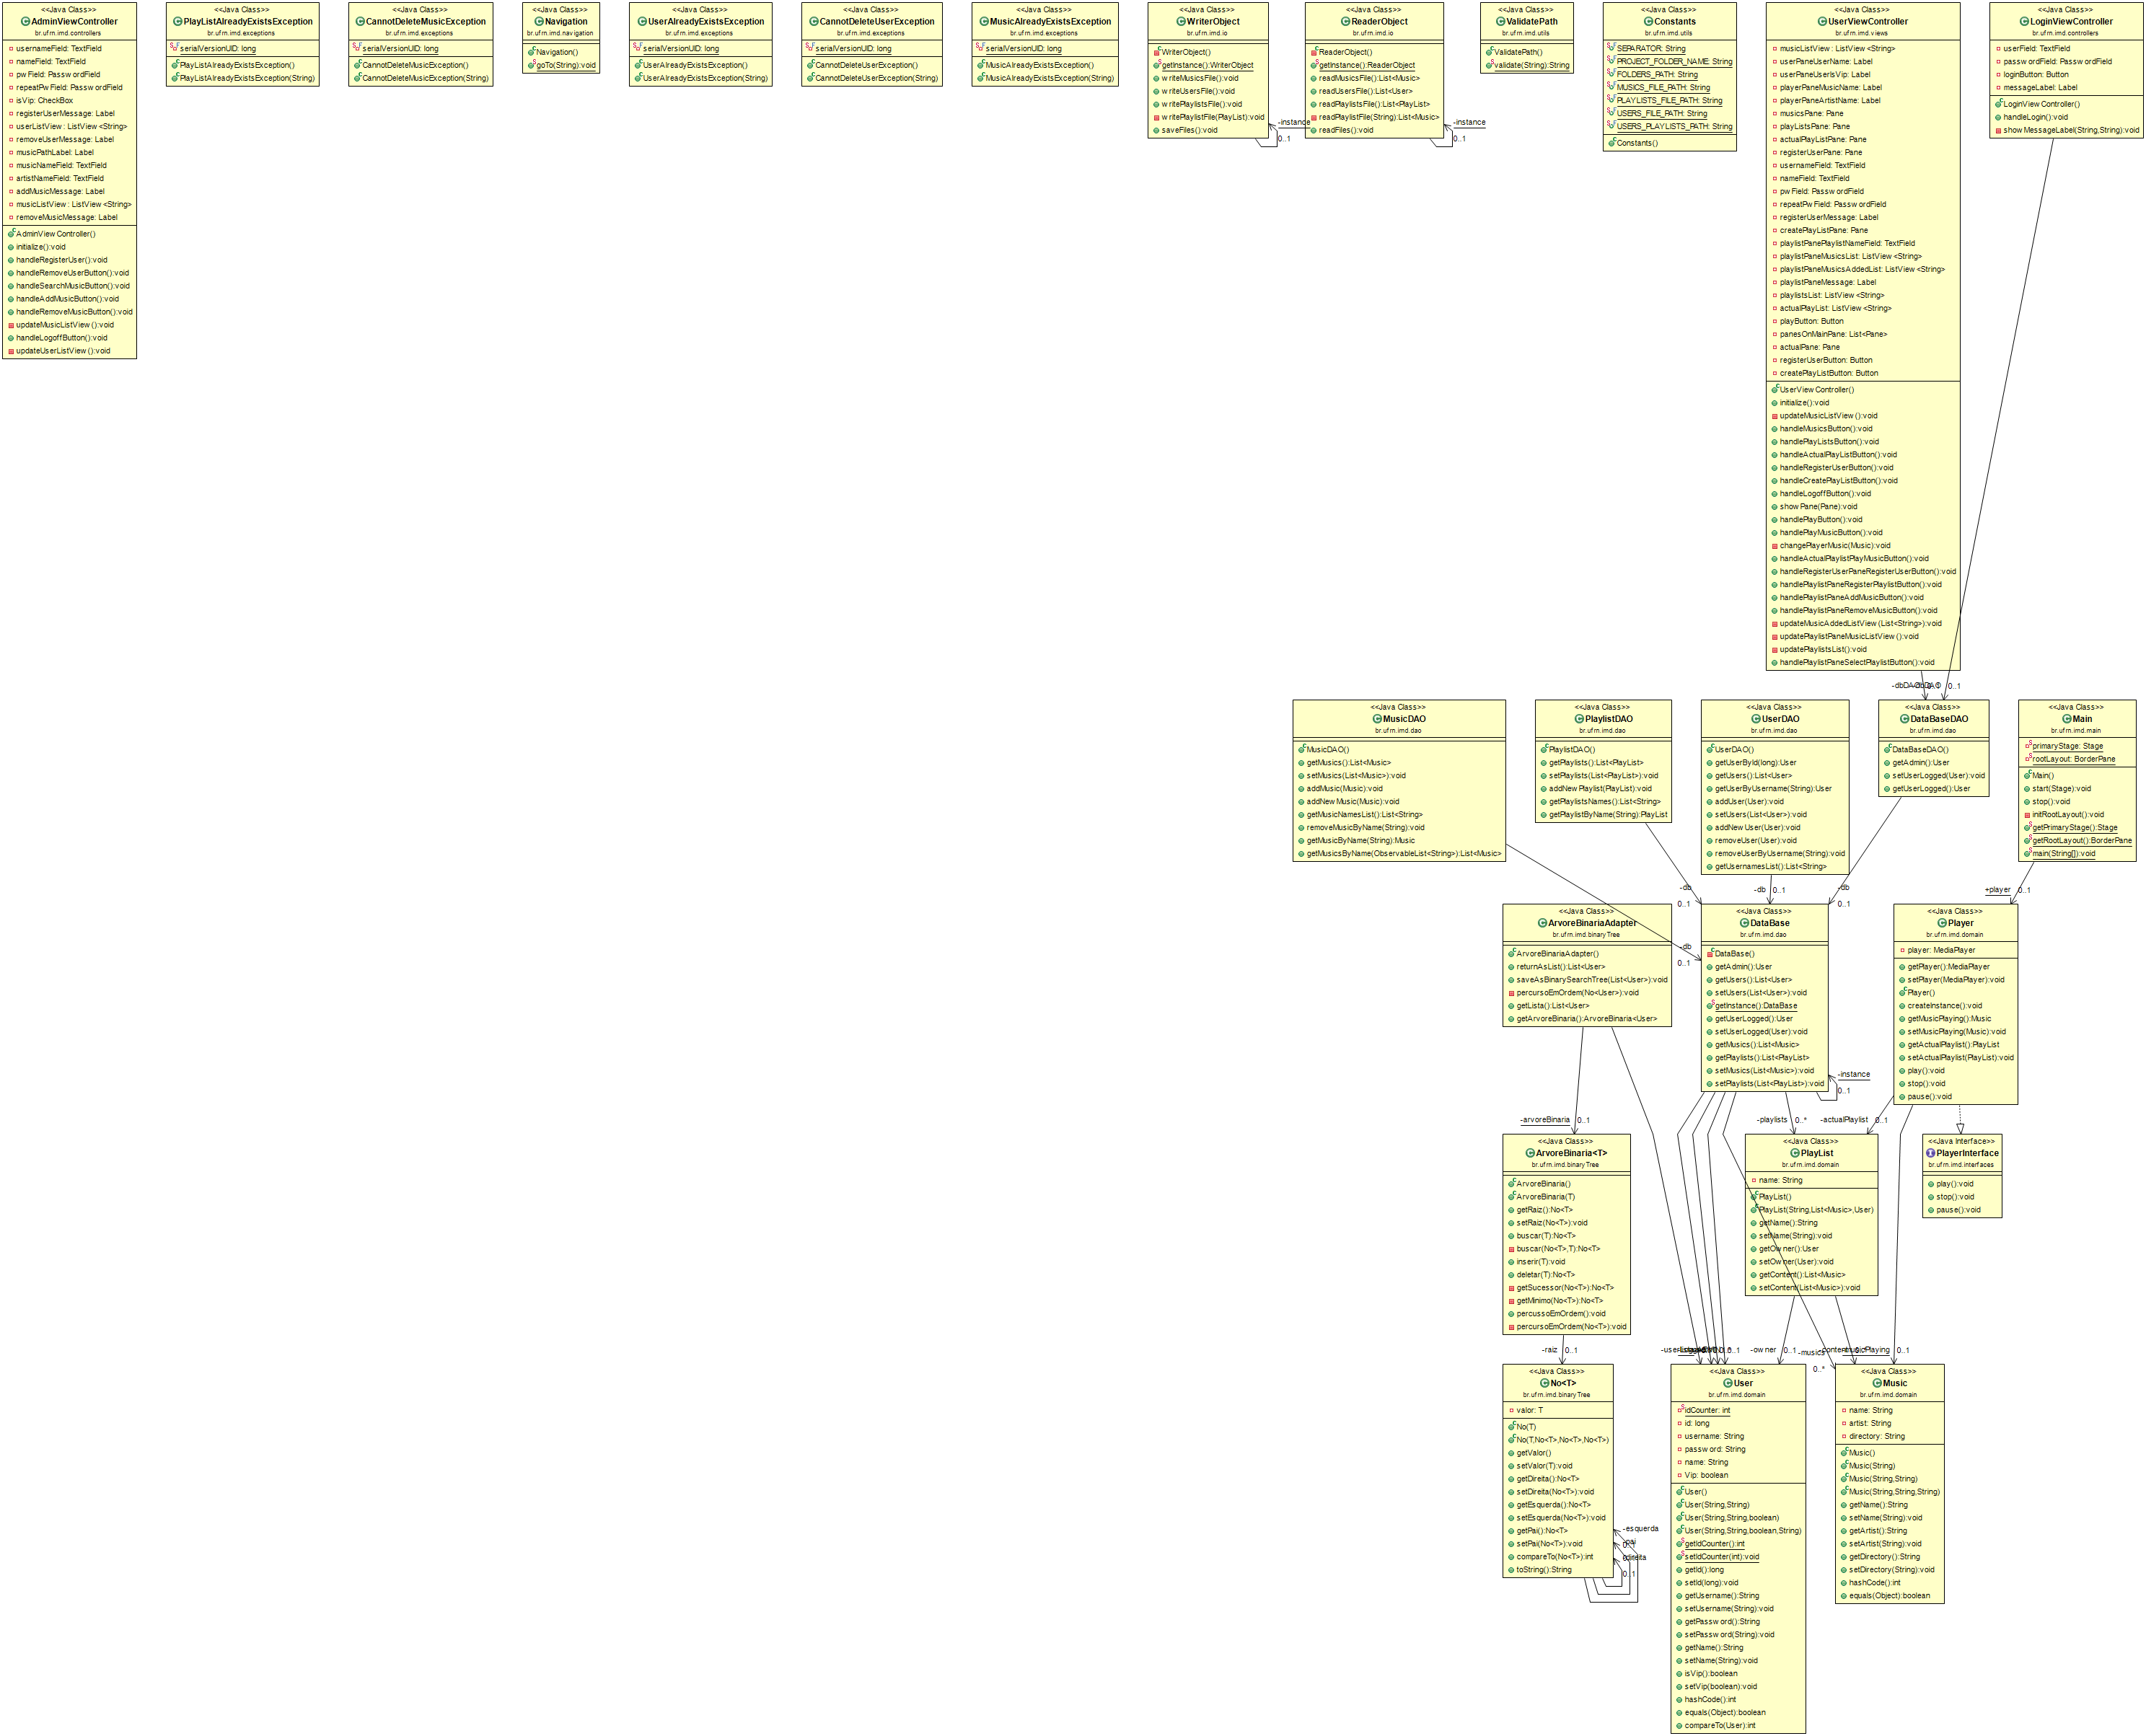 <<Java Class>>
AdminViewController
br.ufrn.imd.controllers
usernameField: TextField
nameField: TextField
pwField: PasswordField
repeatPwField: PasswordField
isVip: CheckBox
registerUserMessage: Label
userListView: ListView<String>
removeUserMessage: Label
musicPathLabel: Label
musicNameField: TextField
artistNameField: TextField
addMusicMessage: Label
musicListView: ListView<String>
removeMusicMessage: Label
AdminViewController()
initialize():void
handleRegisterUser():void
handleRemoveUserButton():void
handleSearchMusicButton():void
handleAddMusicButton():void
handleRemoveMusicButton():void
updateMusicListView():void
handleLogoffButton():void
updateUserListView():void
<<Java Class>>
PlayListAlreadyExistsException
br.ufrn.imd.exceptions
serialVersionUID: long
PlayListAlreadyExistsException()
PlayListAlreadyExistsException(String)
<<Java Class>>
CannotDeleteMusicException
br.ufrn.imd.exceptions
serialVersionUID: long
CannotDeleteMusicException()
CannotDeleteMusicException(String)
<<Java Class>>
Navigation
br.ufrn.imd.navigation
Navigation()
goTo(String):void
<<Java Class>>
UserAlreadyExistsException
br.ufrn.imd.exceptions
serialVersionUID: long
UserAlreadyExistsException()
UserAlreadyExistsException(String)
<<Java Class>>
CannotDeleteUserException
br.ufrn.imd.exceptions
serialVersionUID: long
CannotDeleteUserException()
CannotDeleteUserException(String)
<<Java Class>>
MusicAlreadyExistsException
br.ufrn.imd.exceptions
serialVersionUID: long
MusicAlreadyExistsException()
MusicAlreadyExistsException(String)
<<Java Class>>
WriterObject
br.ufrn.imd.io
WriterObject()
getInstance():WriterObject
writeMusicsFile():void
writeUsersFile():void
writePlaylistsFile():void
writePlaylistFile(PlayList):void
saveFiles():void
-instance
0..1
<<Java Class>>
ReaderObject
br.ufrn.imd.io
ReaderObject()
getInstance():ReaderObject
readMusicsFile():List<Music>
readUsersFile():List<User>
readPlaylistsFile():List<PlayList>
readPlaylistFile(String):List<Music>
readFiles():void
-instance
0..1
<<Java Class>>
ValidatePath
br.ufrn.imd.utils
ValidatePath()
validate(String):String
<<Java Class>>
Constants
br.ufrn.imd.utils
SEPARATOR: String
PROJECT_FOLDER_NAME: String
FOLDERS_PATH: String
MUSICS_FILE_PATH: String
PLAYLISTS_FILE_PATH: String
USERS_FILE_PATH: String
USERS_PLAYLISTS_PATH: String
Constants()
<<Java Class>>
UserViewController
br.ufrn.imd.views
musicListView: ListView<String>
userPaneUserName: Label
userPaneUserIsVip: Label
playerPaneMusicName: Label
playerPaneArtistName: Label
musicsPane: Pane
playListsPane: Pane
actualPlayListPane: Pane
registerUserPane: Pane
usernameField: TextField
nameField: TextField
pwField: PasswordField
repeatPwField: PasswordField
registerUserMessage: Label
createPlayListPane: Pane
playlistPanePlaylistNameField: TextField
playlistPaneMusicsList: ListView<String>
playlistPaneMusicsAddedList: ListView<String>
playlistPaneMessage: Label
playlistsList: ListView<String>
actualPlayList: ListView<String>
playButton: Button
panesOnMainPane: List<Pane>
actualPane: Pane
registerUserButton: Button
createPlayListButton: Button
UserViewController()
initialize():void
updateMusicListView():void
handleMusicsButton():void
handlePlayListsButton():void
handleActualPlayListButton():void
handleRegisterUserButton():void
handleCreatePlayListButton():void
handleLogoffButton():void
showPane(Pane):void
handlePlayButton():void
handlePlayMusicButton():void
changePlayerMusic(Music):void
handleActualPlaylistPlayMusicButton():void
handleRegisterUserPaneRegisterUserButton():void
handlePlaylistPaneRegisterPlaylistButton():void
handlePlaylistPaneAddMusicButton():void
handlePlaylistPaneRemoveMusicButton():void
updateMusicAddedListView(List<String>):void
updatePlaylistPaneMusicListView():void
updatePlaylistsList():void
handlePlaylistPaneSelectPlaylistButton():void
<<Java Class>>
LoginViewController
br.ufrn.imd.controllers
userField: TextField
passwordField: PasswordField
loginButton: Button
messageLabel: Label
LoginViewController()
handleLogin():void
showMessageLabel(String,String):void
-dbDAO
0..1
<<Java Class>>
MusicDAO
br.ufrn.imd.dao
MusicDAO()
getMusics():List<Music>
setMusics(List<Music>):void
addMusic(Music):void
addNewMusic(Music):void
getMusicNamesList():List<String>
removeMusicByName(String):void
getMusicByName(String):Music
getMusicsByName(ObservableList<String>):List<Music>
<<Java Class>>
PlaylistDAO
br.ufrn.imd.dao
PlaylistDAO()
getPlaylists():List<PlayList>
setPlaylists(List<PlayList>):void
addNewPlaylist(PlayList):void
getPlaylistsNames():List<String>
getPlaylistByName(String):PlayList
<<Java Class>>
UserDAO
br.ufrn.imd.dao
UserDAO()
getUserById(long):User
getUsers():List<User>
getUserByUsername(String):User
addUser(User):void
setUsers(List<User>):void
addNewUser(User):void
removeUser(User):void
removeUserByUsername(String):void
getUsernamesList():List<String>
<<Java Class>>
DataBaseDAO
br.ufrn.imd.dao
DataBaseDAO()
getAdmin():User
setUserLogged(User):void
getUserLogged():User
<<Java Class>>
Main
br.ufrn.imd.main
primaryStage: Stage
rootLayout: BorderPane
Main()
start(Stage):void
stop():void
initRootLayout():void
getPrimaryStage():Stage
getRootLayout():BorderPane
main(String[]):void
-db
0..1
-db
0..1
-db
0..1
+player
0..1
<<Java Class>>
ArvoreBinariaAdapter
br.ufrn.imd.binaryTree
ArvoreBinariaAdapter()
returnAsList():List<User>
saveAsBinarySearchTree(List<User>):void
percursoEmOrdem(No<User>):void
getLista():List<User>
getArvoreBinaria():ArvoreBinaria<User>
-db
0..1
<<Java Class>>
DataBase
br.ufrn.imd.dao
DataBase()
getAdmin():User
getUsers():List<User>
setUsers(List<User>):void
getInstance():DataBase
getUserLogged():User
setUserLogged(User):void
getMusics():List<Music>
getPlaylists():List<PlayList>
setMusics(List<Music>):void
setPlaylists(List<PlayList>):void
-instance
0..1
<<Java Class>>
Player
br.ufrn.imd.domain
player: MediaPlayer
getPlayer():MediaPlayer
setPlayer(MediaPlayer):void
Player()
createInstance():void
getMusicPlaying():Music
setMusicPlaying(Music):void
getActualPlaylist():PlayList
setActualPlaylist(PlayList):void
play():void
stop():void
pause():void
-arvoreBinaria
0..1
-playlists
0..*
-actualPlaylist
0..1
<<Java Class>>
ArvoreBinaria<T>
br.ufrn.imd.binaryTree
ArvoreBinaria()
ArvoreBinaria(T)
getRaiz():No<T>
setRaiz(No<T>):void
buscar(T):No<T>
buscar(No<T>,T):No<T>
inserir(T):void
deletar(T):No<T>
getSucessor(No<T>):No<T>
getMinimo(No<T>):No<T>
percussoEmOrdem():void
percursoEmOrdem(No<T>):void
<<Java Class>>
PlayList
br.ufrn.imd.domain
name: String
PlayList()
PlayList(String,List<Music>,User)
getName():String
setName(String):void
getOwner():User
setOwner(User):void
getContent():List<Music>
setContent(List<Music>):void
<<Java Interface>>
PlayerInterface
br.ufrn.imd.interfaces
play():void
stop():void
pause():void
-raiz
0..1
-owner
0..1
-musics
0..*
0..1
<<Java Class>>
No<T>
br.ufrn.imd.binaryTree
valor: T
No(T)
No(T,No<T>,No<T>,No<T>)
getValor()
setValor(T):void
getDireita():No<T>
setDireita(No<T>):void
getEsquerda():No<T>
setEsquerda(No<T>):void
getPai():No<T>
setPai(No<T>):void
compareTo(No<T>):int
toString():String
-esquerda
-pai
-direita
0..1
<<Java Class>>
User
br.ufrn.imd.domain
idCounter: int
id: long
username: String
password: String
name: String
Vip: boolean
User()
User(String,String)
User(String,String,boolean)
User(String,String,boolean,String)
getIdCounter():int
setIdCounter(int):void
getId():long
setId(long):void
getUsername():String
setUsername(String):void
getPassword():String
setPassword(String):void
getName():String
setName(String):void
isVip():boolean
setVip(boolean):void
hashCode():int
equals(Object):boolean
compareTo(User):int
<<Java Class>>
Music
br.ufrn.imd.domain
name: String
artist: String
directory: String
Music()
Music(String)
Music(String,String)
Music(String,String,String)
getName():String
setName(String):void
getArtist():String
setArtist(String):void
getDirectory():String
setDirectory(String):void
hashCode():int
equals(Object):boolean